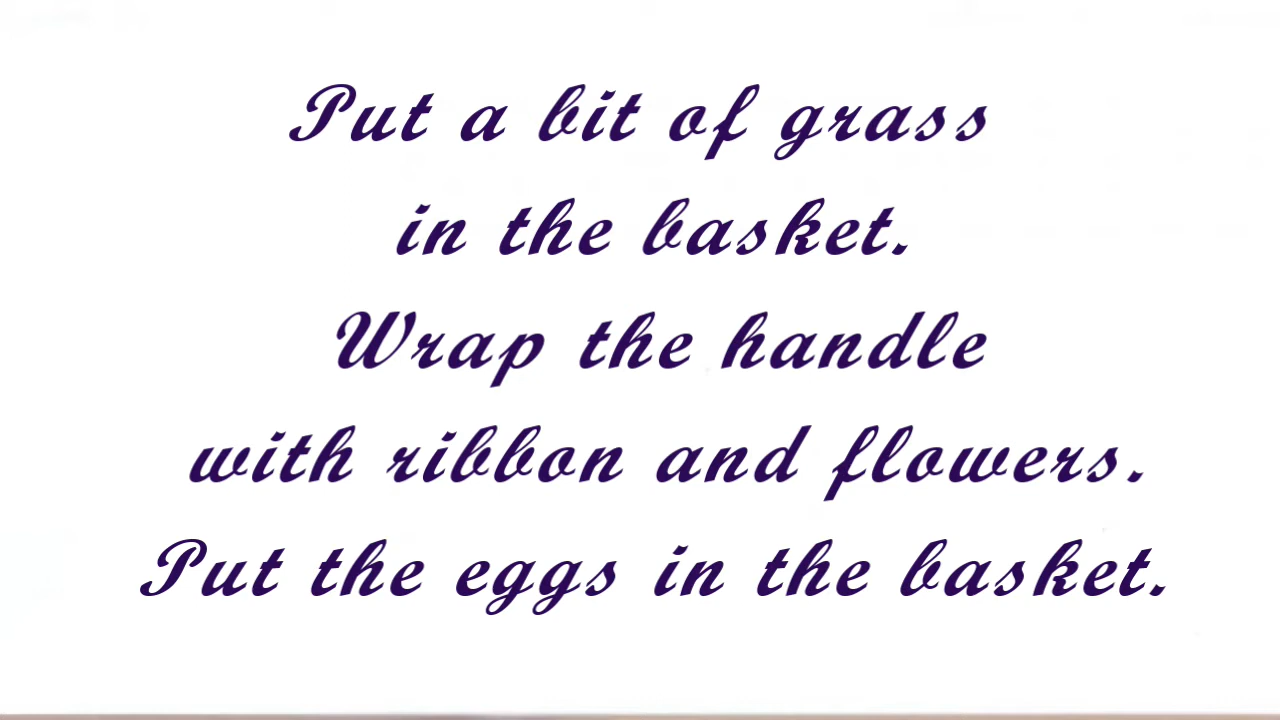 Put a bit of grass
in the basket.
Wrap the handle
with ribbon and flowers.
Put the eggs in the basket.